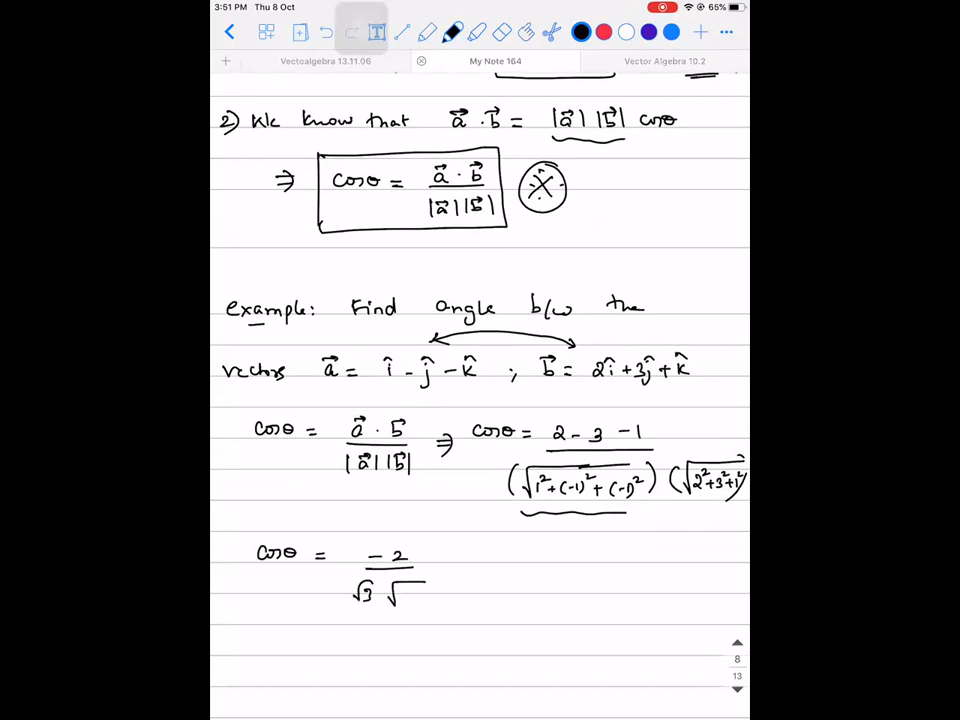 3:51 PM Thu 8 Oct 65%
Vectoalgebra 13.11.06 My Note 164 Vector Algebra 10.2
2) We know that a⃗ · b⃗ = |a⃗| |b⃗| cosθ
⇒ cosθ = a⃗ · b⃗ / |a⃗| |b⃗|
example: Find angle b/w the
vectors a⃗ = î - ĵ - k̂ ; b⃗ = 2î + 3ĵ + k̂
cosθ = a⃗ · b⃗ / |a⃗| |b⃗| ⇒ cosθ = 2 - 3 - 1 / (√1² + (-1)² + (-1)²) (√2² + 3² + 1²)
cosθ = - 2 / √3 √
8
13